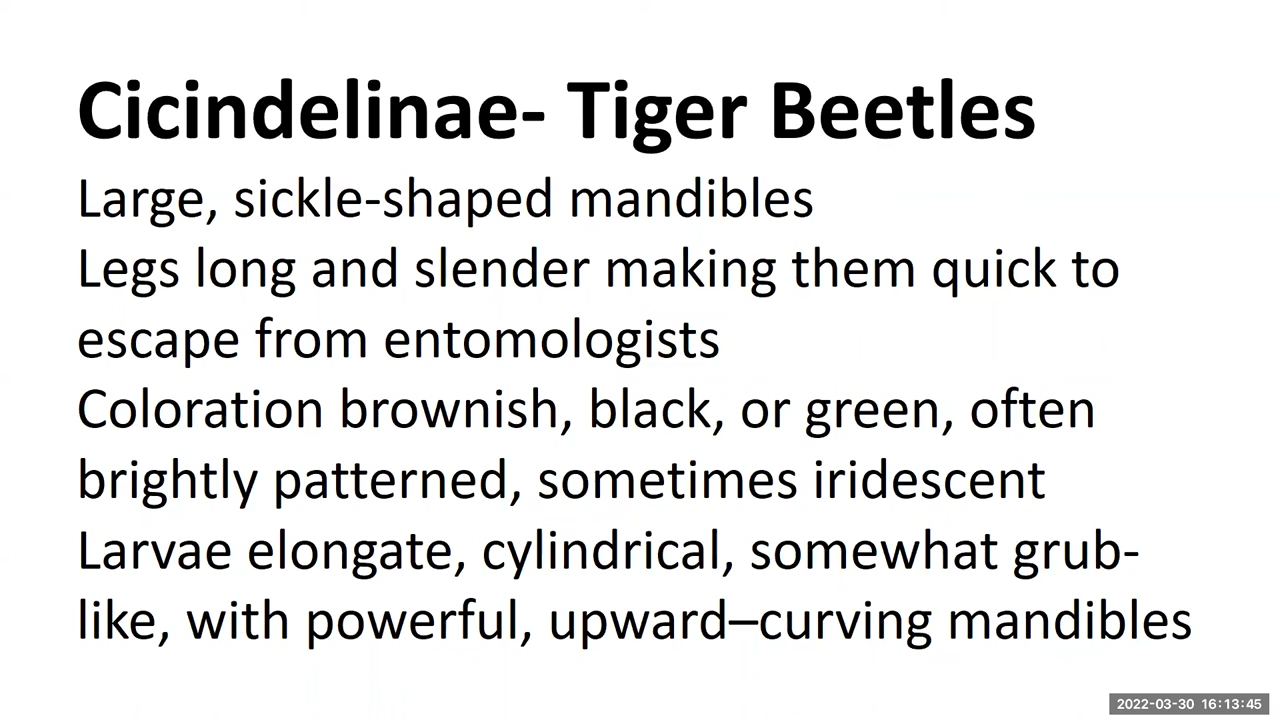 Cicindelinae- Tiger Beetles
Large, sickle-shaped mandibles
Legs long and slender making them quick to
escape from entomologists
Coloration brownish, black, or green, often
brightly patterned, sometimes iridescent
Larvae elongate, cylindrical, somewhat grub-
like, with powerful, upward–curving mandibles
2022-03-30 16:13:45